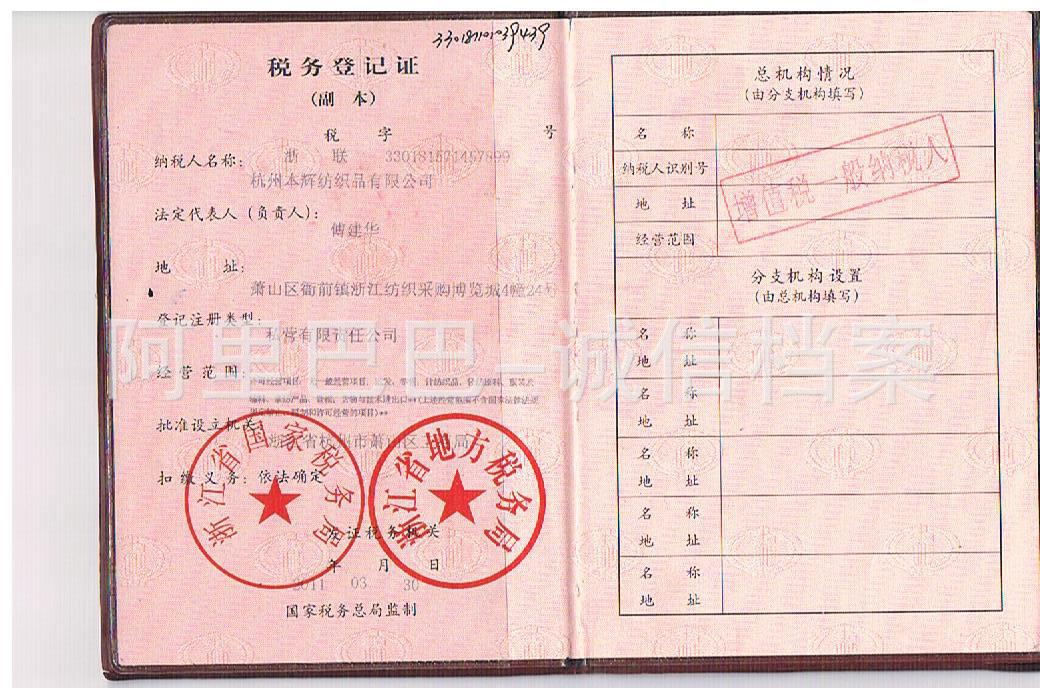 税务登记证
(副 本)
税 字 号
浙 联
纳税人名称:
杭州本辉纺织品有限公司
法定代表人(负责人):
傅建华
地 址:
萧山区衙前镇浙江纺织采购博览城4幢24号
登记注册类型:
私营有限责任公司
经营范围:
批准设立机关:
浙江省杭州市萧山区
扣缴义务:依法确定
发证税务机关
年 月 日
2011 03 30
国家税务总局监制
浙江省国家税务局
浙江省地方税务局
总机构情况
(由分支机构填写)
名 称
纳税人识别号
地 址
经营范围
增值税一般纳税人
分支机构设置
(由总机构填写)
名 称
地 址
名 称
地 址
名 称
地 址
名 称
地 址
名 称
地 址
阿里巴巴-诚信档案